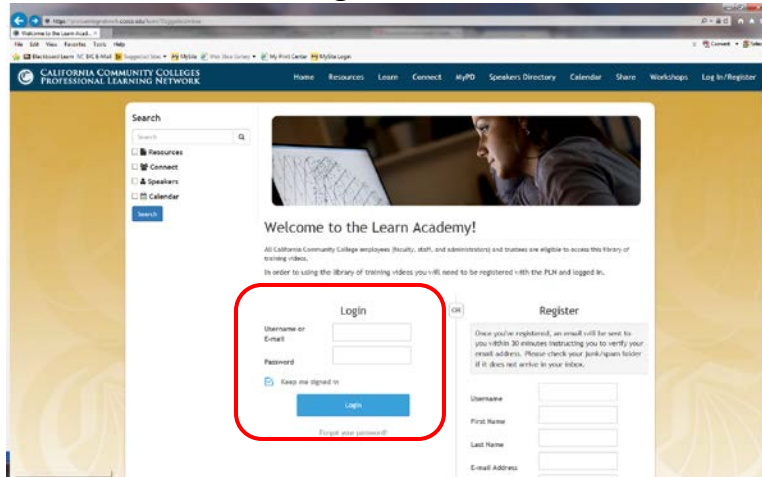 Welcome to the Learn Acad...
File Edit View Favorites Tools Help
CALIFORNIA COMMUNITY COLLEGES
PROFESSIONAL LEARNING NETWORK
Home Resources Learn Connect MyPD Speakers Directory Calendar Share Workshops Log In/Register
Search
Search
Resources
Connect
Speakers
Calendar
Search
Welcome to the Learn Academy!
All California Community College employees (faculty, staff, and administrators) and trustees are eligible to access this library of
training videos.
In order to using the library of training videos you will need to be registered with the PLN and logged in.
Login
Username or
E-mail
Password
Keep me signed in
Login
Forgot your password?
OR
Register
Once you're registered, an email will be sent to
you within 30 minutes instructing you to verify your
email address. Please check your junk/spam folder
if it does not arrive in your inbox.
Username
First Name
Last Name
E-mail Address